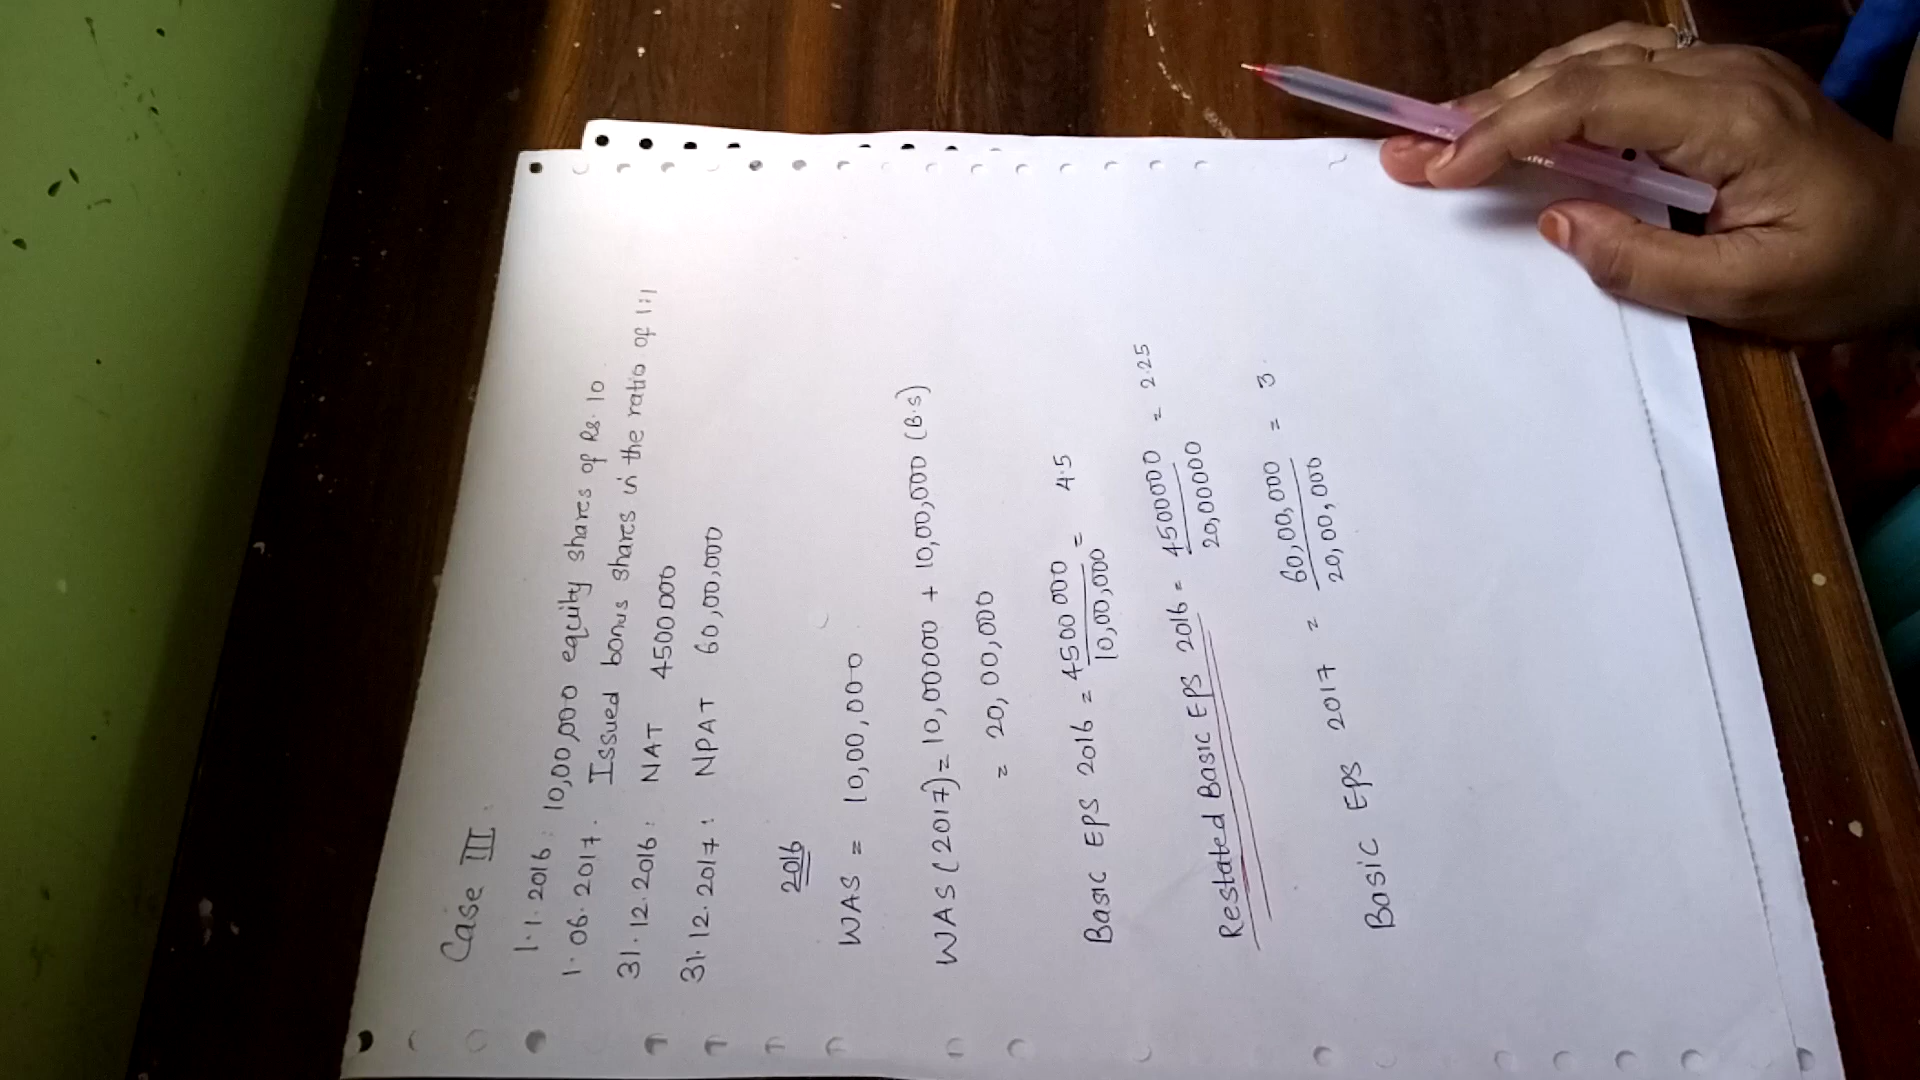 Case III.
1.1.2016: 10,00,000 equity shares of Rs. 10.
1.06.2017. Issued bonus shares in the ratio of 1:1
31.12.2016: NAT 4500000
31.12.2017: NPAT 60,00,000
2016
WAS = 10,00,000
WAS (2017) = 10,00000 + 10,00,000 (B.S)
= 20,00,000
Basic EPS 2016 = 4500 000 / 10,00,000 = 4.5
Restated Basic EPS 2016 = 4500000 / 20,00000 = 2.25
Basic EPS 2017 = 60,00,000 / 20,00,000 = 3.